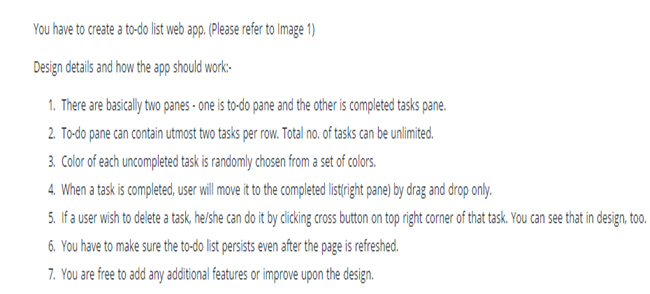 You have to create a to-do list web app. (Please refer to Image 1)
Design details and how the app should work:-
1. There are basically two panes - one is to-do pane and the other is completed tasks pane.
2. To-do pane can contain utmost two tasks per row. Total no. of tasks can be unlimited.
3. Color of each uncompleted task is randomly chosen from a set of colors.
4. When a task is completed, user will move it to the completed list(right pane) by drag and drop only.
5. If a user wish to delete a task, he/she can do it by clicking cross button on top right corner of that task. You can see that in design, too.
6. You have to make sure the to-do list persists even after the page is refreshed.
7. You are free to add any additional features or improve upon the design.